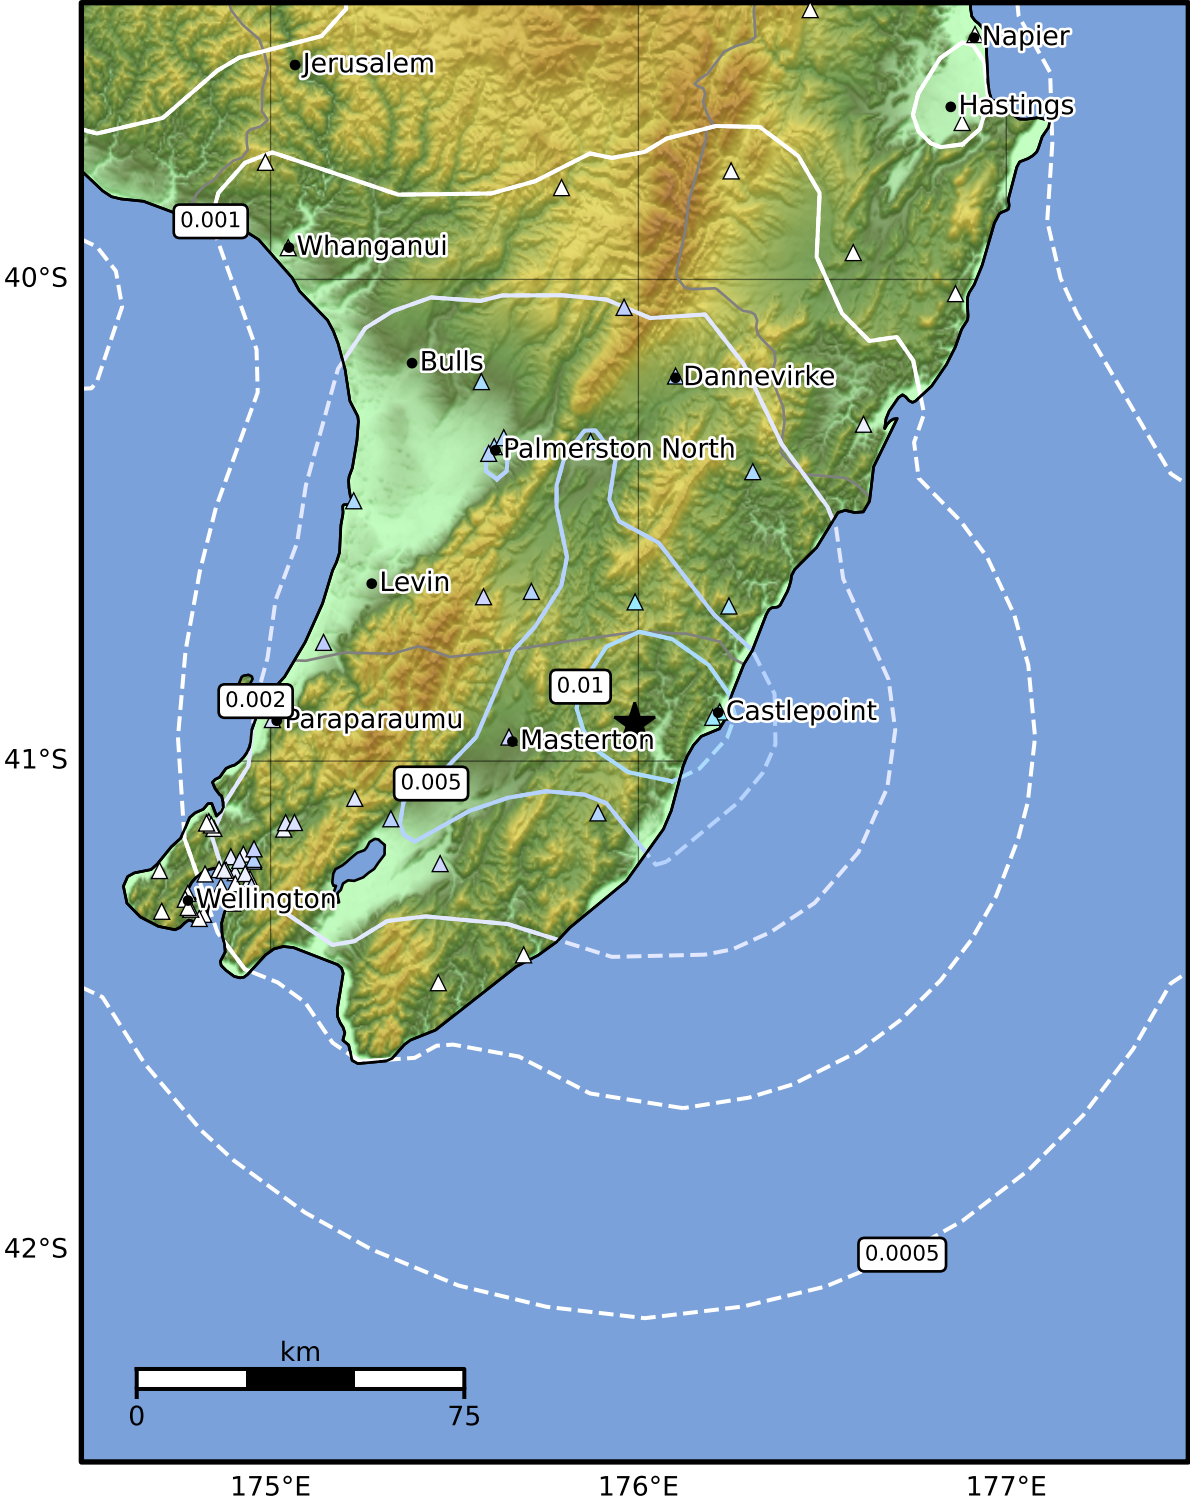 Napier
Jerusalem
Hastings
0.001
Whanganui
40°S
Bulls
Dannevirke
Palmerston North
Levin
0.01
0.002
Paraparaumu
Castlepoint
Masterton
41°S
0.005
Wellington
42°S
0.0005
km
0 75
175°E 176°E 177°E